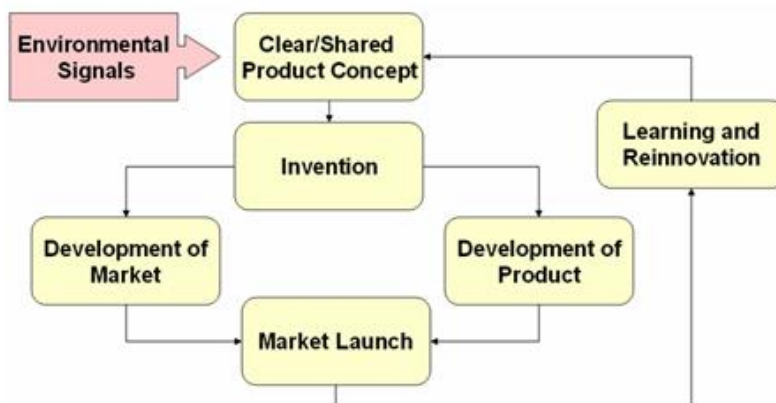 Environmental
Signals
Clear/Shared
Product Concept
Learning and
Reinnovation
Invention
Development of
Market
Development of
Product
Market Launch